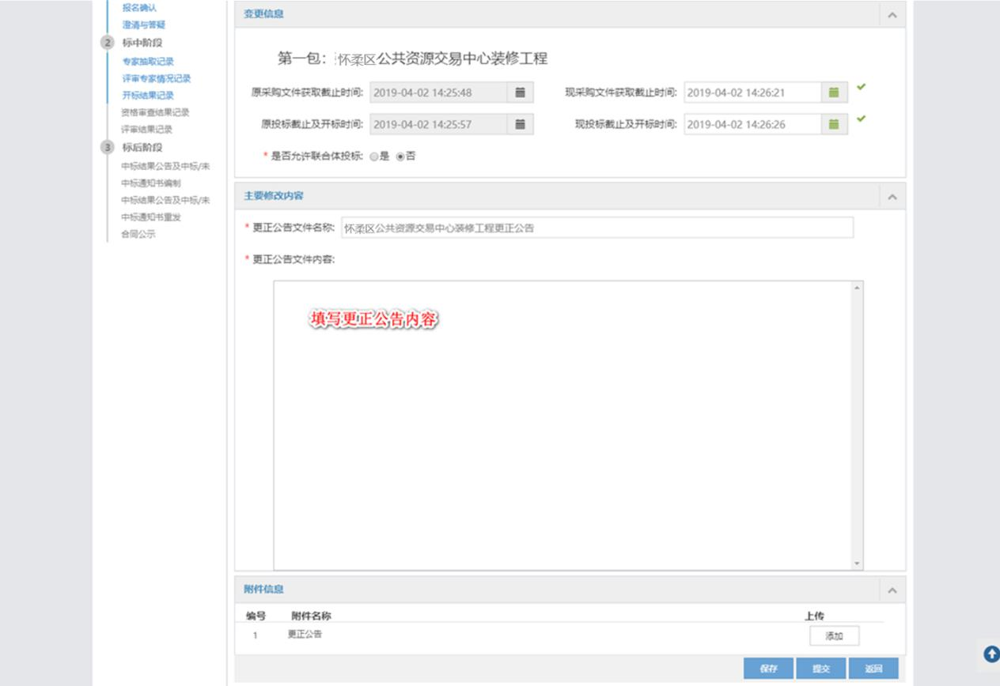 报名确认
澄清与答疑
2 标中阶段
专家抽取记录
评审专家情况记录
开标结果记录
资格审查结果记录
评审结果记录
3 标后阶段
中标结果公告及中标/未
中标通知书编制
中标结果公告及中标/未
中标通知书重发
合同公示
变更信息
第一包：怀柔区公共资源交易中心装修工程
原采购文件获取截止时间: 2019-04-02 14:25:48 现采购文件获取截止时间: 2019-04-02 14:26:21
原投标截止及开标时间: 2019-04-02 14:25:57 现投标截止及开标时间: 2019-04-02 14:26:26
* 是否允许联合体投标: 是 否
主要修改内容
* 更正公告文件名称: 怀柔区公共资源交易中心装修工程更正公告
* 更正公告文件内容:
填写更正公告内容
附件信息
编号 附件名称 上传
1 更正公告 添加
保存 提交 返回